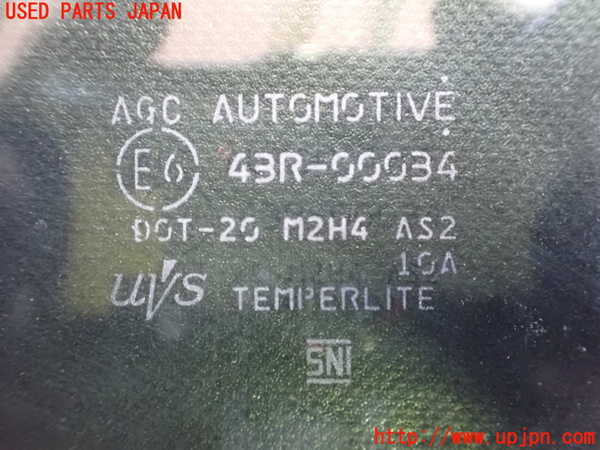 USED PARTS JAPAN
AGC AUTOMOTIVE
E6 43R-00034
DOT-20 M2H4 AS2
10A
UVS TEMPERLITE
SNI
http://www.upjpn.com/